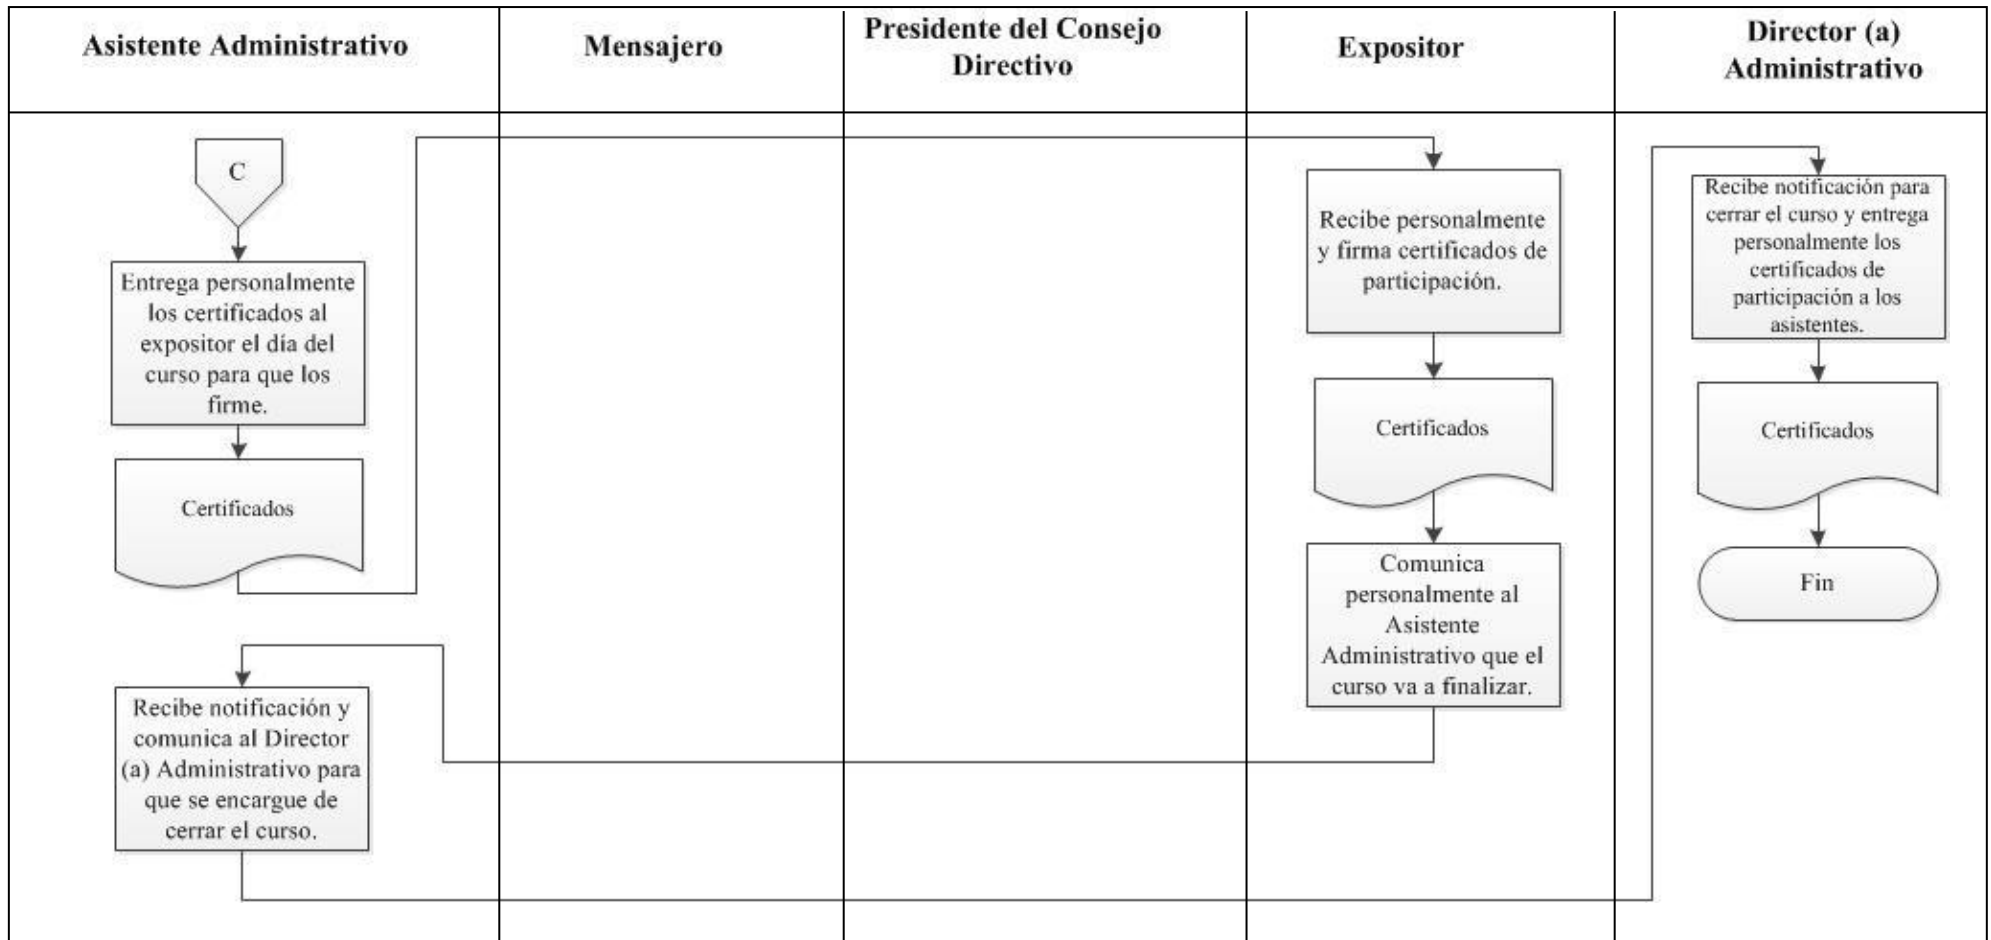 Asistente Administrativo
Mensajero
Presidente del Consejo
Directivo
Expositor
Director (a)
Administrativo
C
Entrega personalmente
los certificados al
expositor el día del
curso para que los
firme.
Certificados
Recibe notificación y
comunica al Director
(a) Administrativo para
que se encargue de
cerrar el curso.
Recibe personalmente
y firma certificados de
participación.
Certificados
Comunica
personalmente al
Asistente
Administrativo que el
curso va a finalizar.
Recibe notificación para
cerrar el curso y entrega
personalmente los
certificados de
participación a los
asistentes.
Certificados
Fin